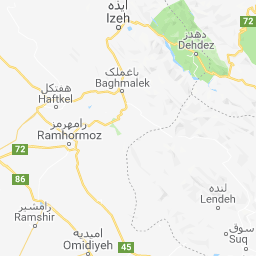 ایذه
Izeh
72
دهدز
Dehdez
باغملک
Baghmalek
هفتکل
Haftkel
رامهرمز
Ramhormoz
72
86
لنده
Lendeh
رامشیر
Ramshir
سوق
Suq
امیدیه
Omidiyeh
45